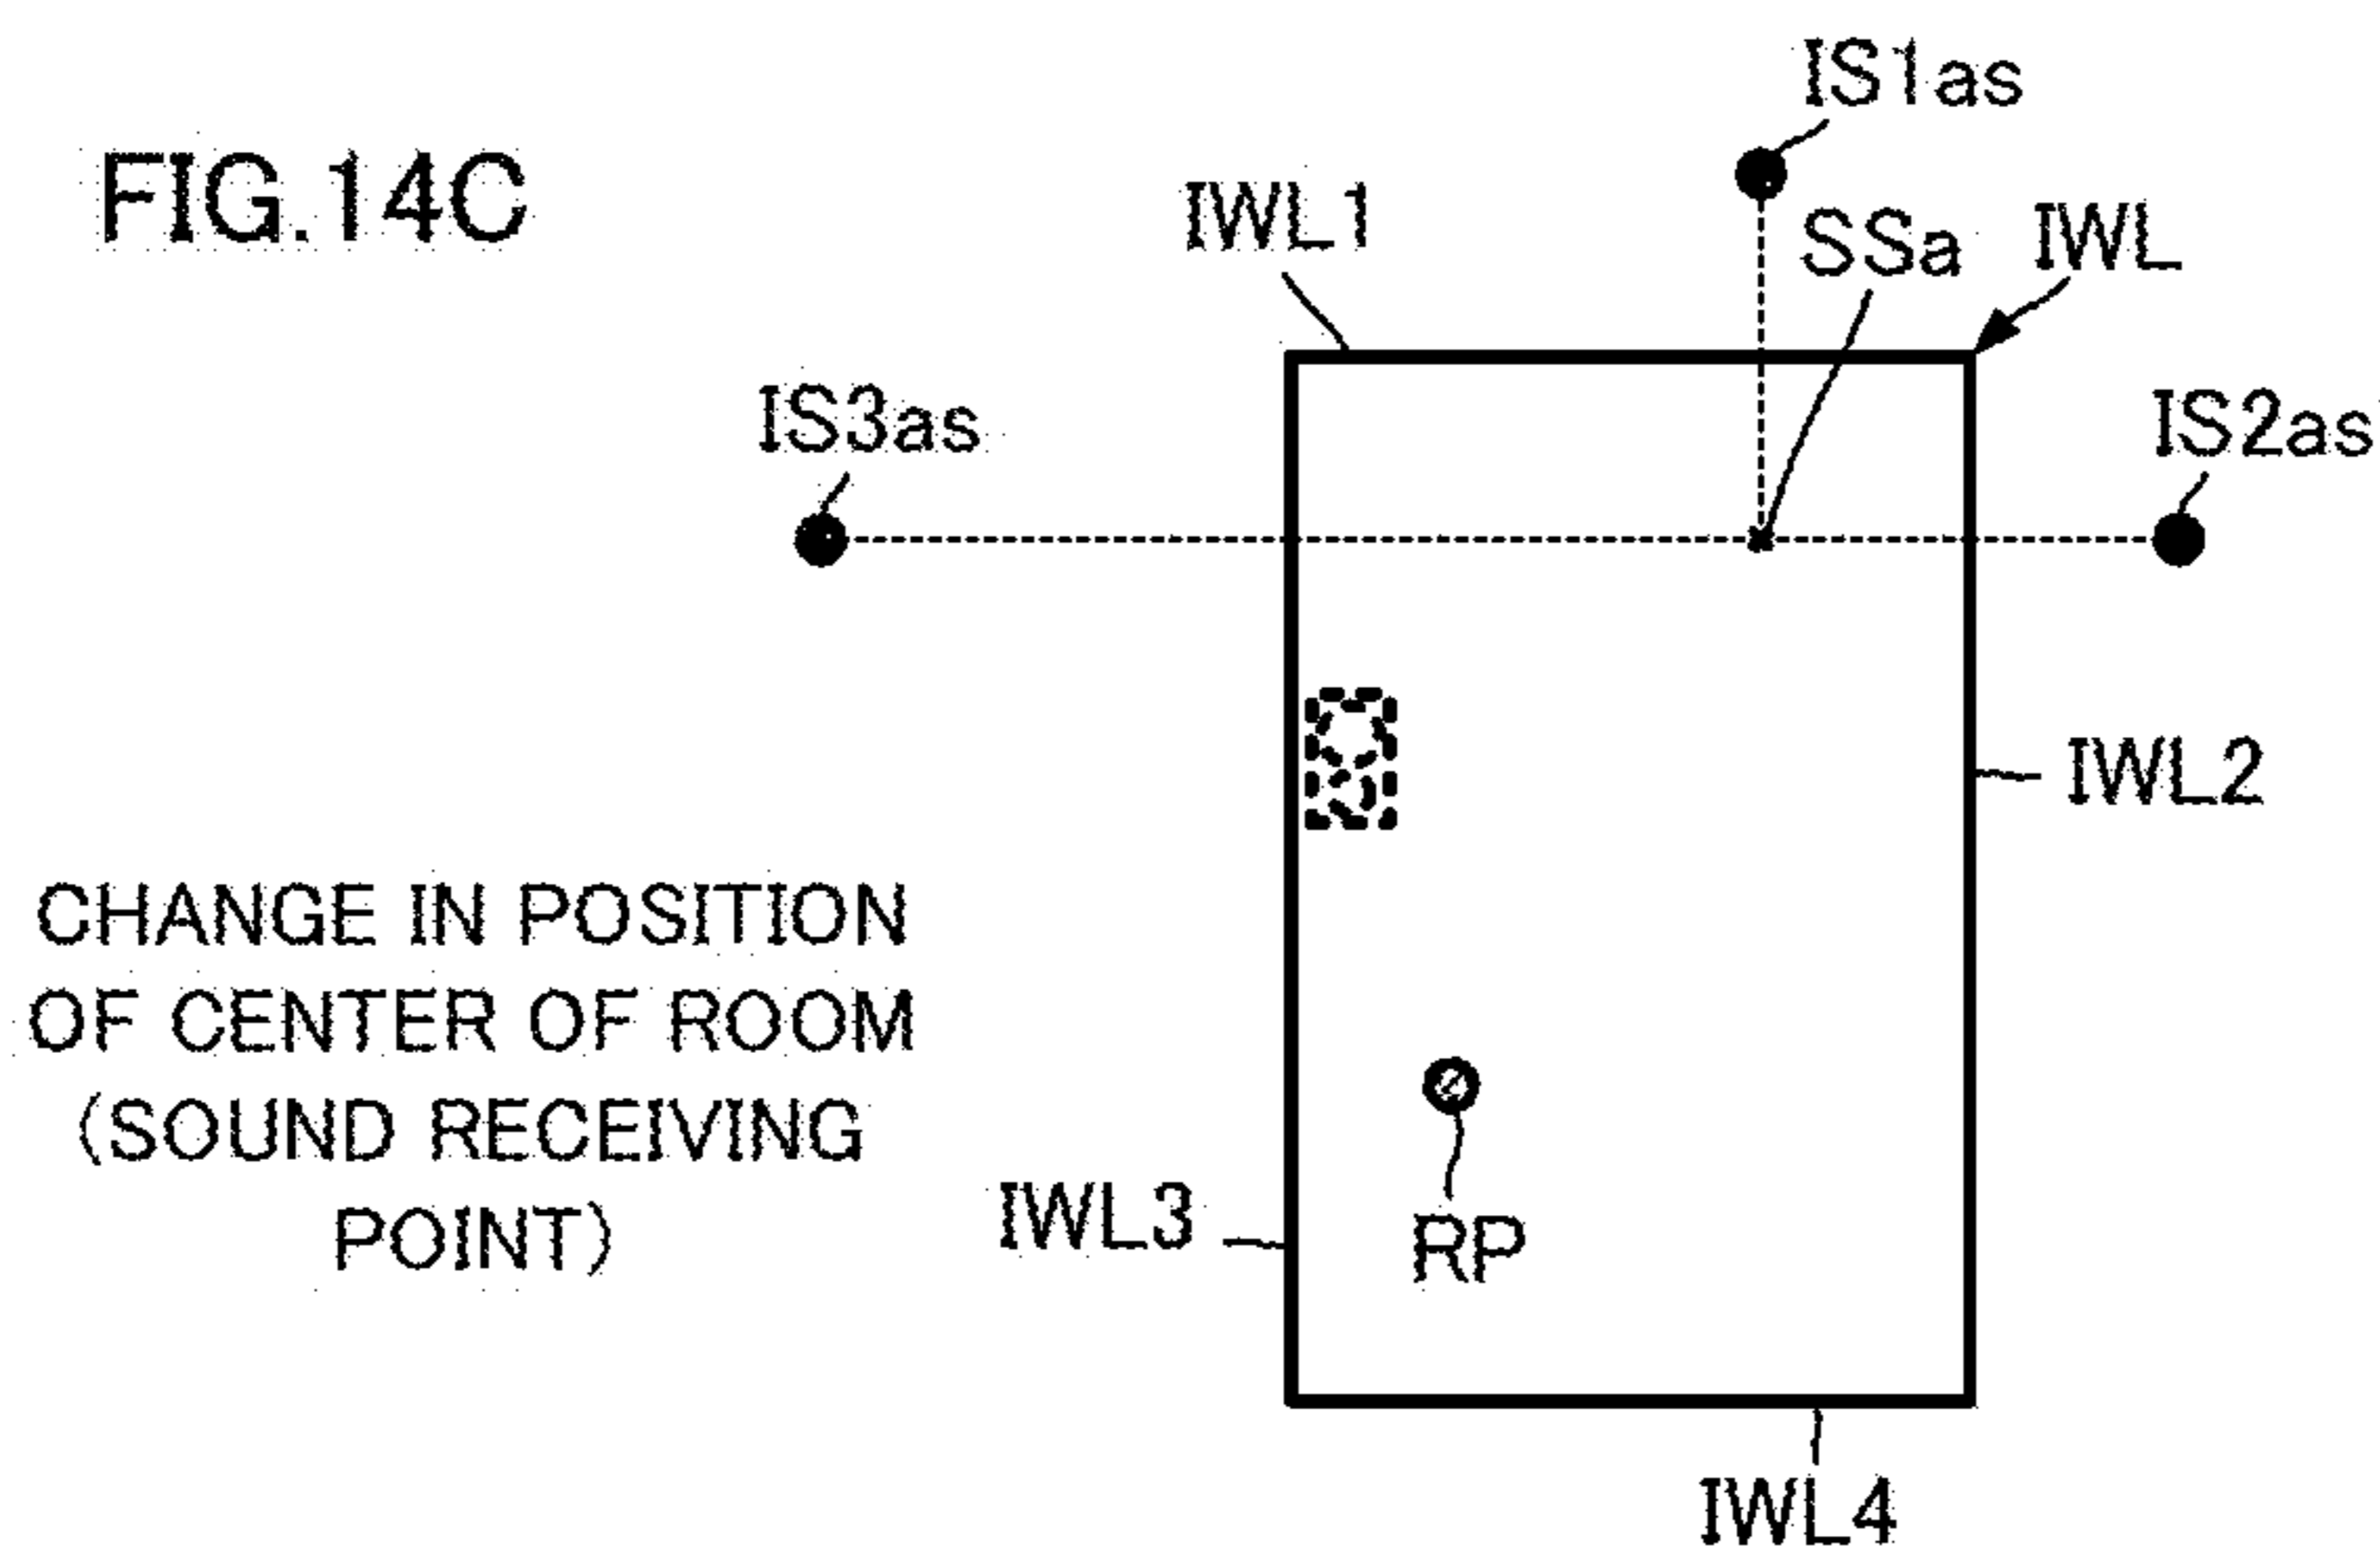 FIG.14C
IS1as
IWL1
SSa
IWL
IS3as
IS2as
IWL2
CHANGE IN POSITION
OF CENTER OF ROOM
(SOUND RECEIVING
POINT)
IWL3
RP
IWL4